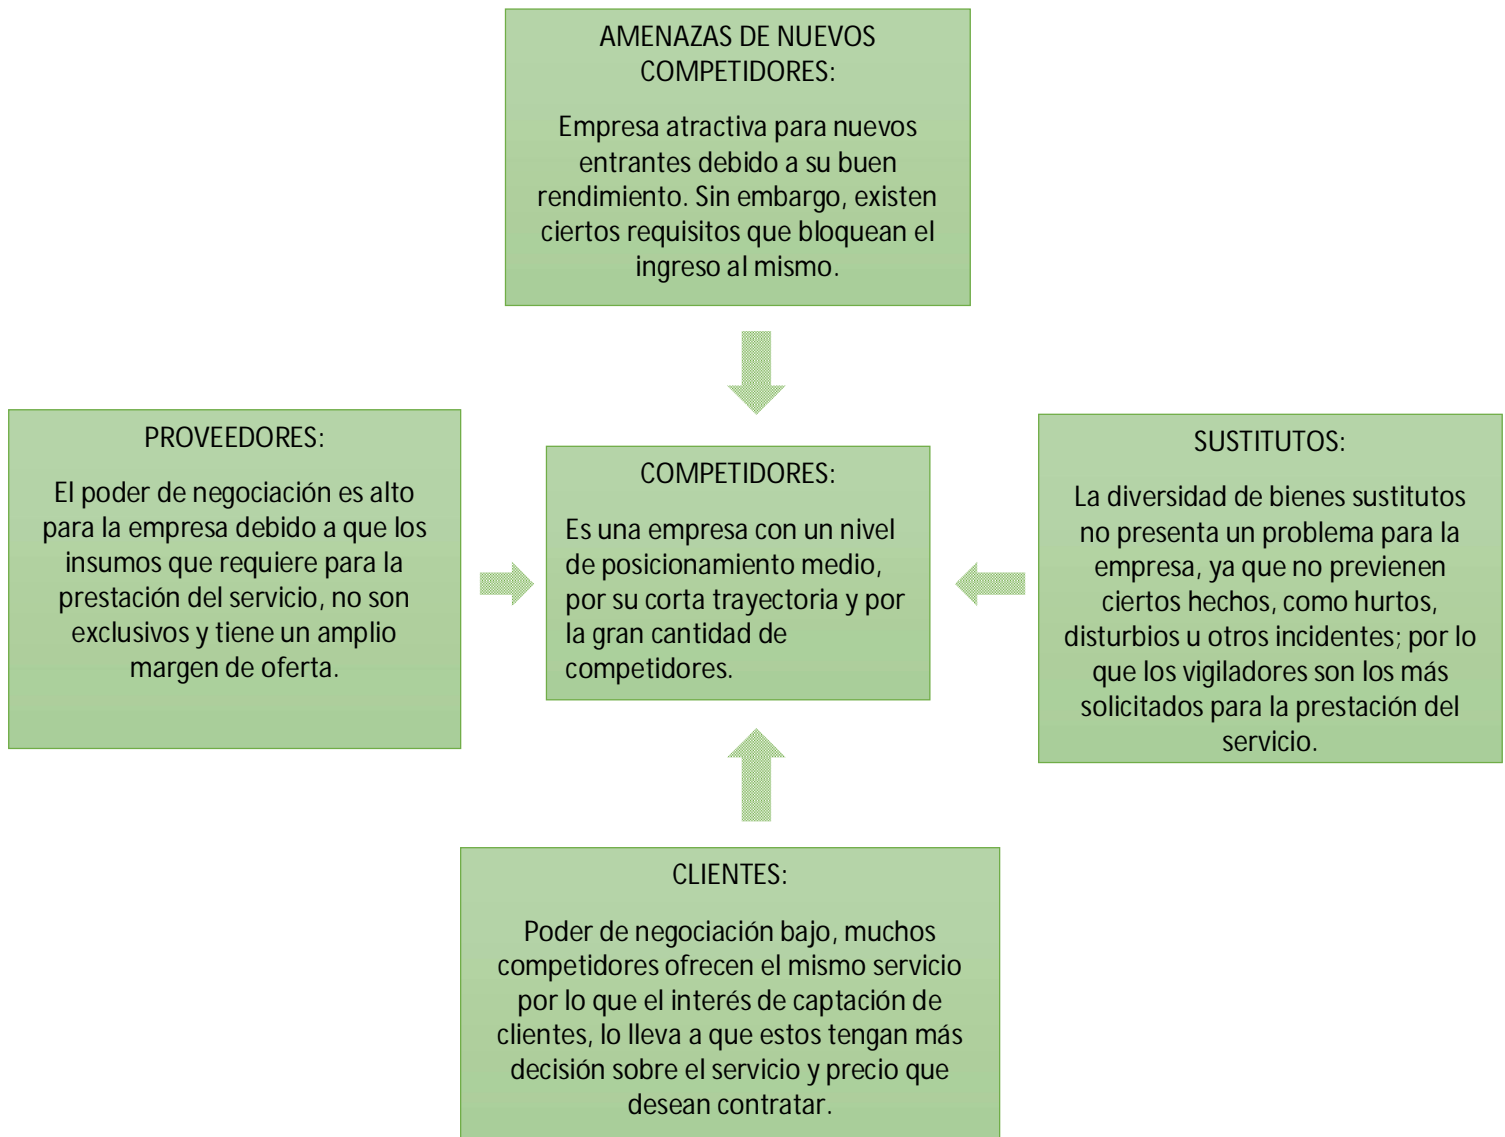 AMENAZAS DE NUEVOS
COMPETIDORES:
Empresa atractiva para nuevos
entrantes debido a su buen
rendimiento. Sin embargo, existen
ciertos requisitos que bloquean el
ingreso al mismo.
PROVEEDORES:
El poder de negociación es alto
para la empresa debido a que los
insumos que requiere para la
prestación del servicio, no son
exclusivos y tiene un amplio
margen de oferta.
COMPETIDORES:
Es una empresa con un nivel
de posicionamiento medio,
por su corta trayectoria y por
la gran cantidad de
competidores.
SUSTITUTOS:
La diversidad de bienes sustitutos
no presenta un problema para la
empresa, ya que no previenen
ciertos hechos, como hurtos,
disturbios u otros incidentes; por lo
que los vigiladores son los más
solicitados para la prestación del
servicio.
CLIENTES:
Poder de negociación bajo, muchos
competidores ofrecen el mismo servicio
por lo que el interés de captación de
clientes, lo lleva a que estos tengan más
decisión sobre el servicio y precio que
desean contratar.